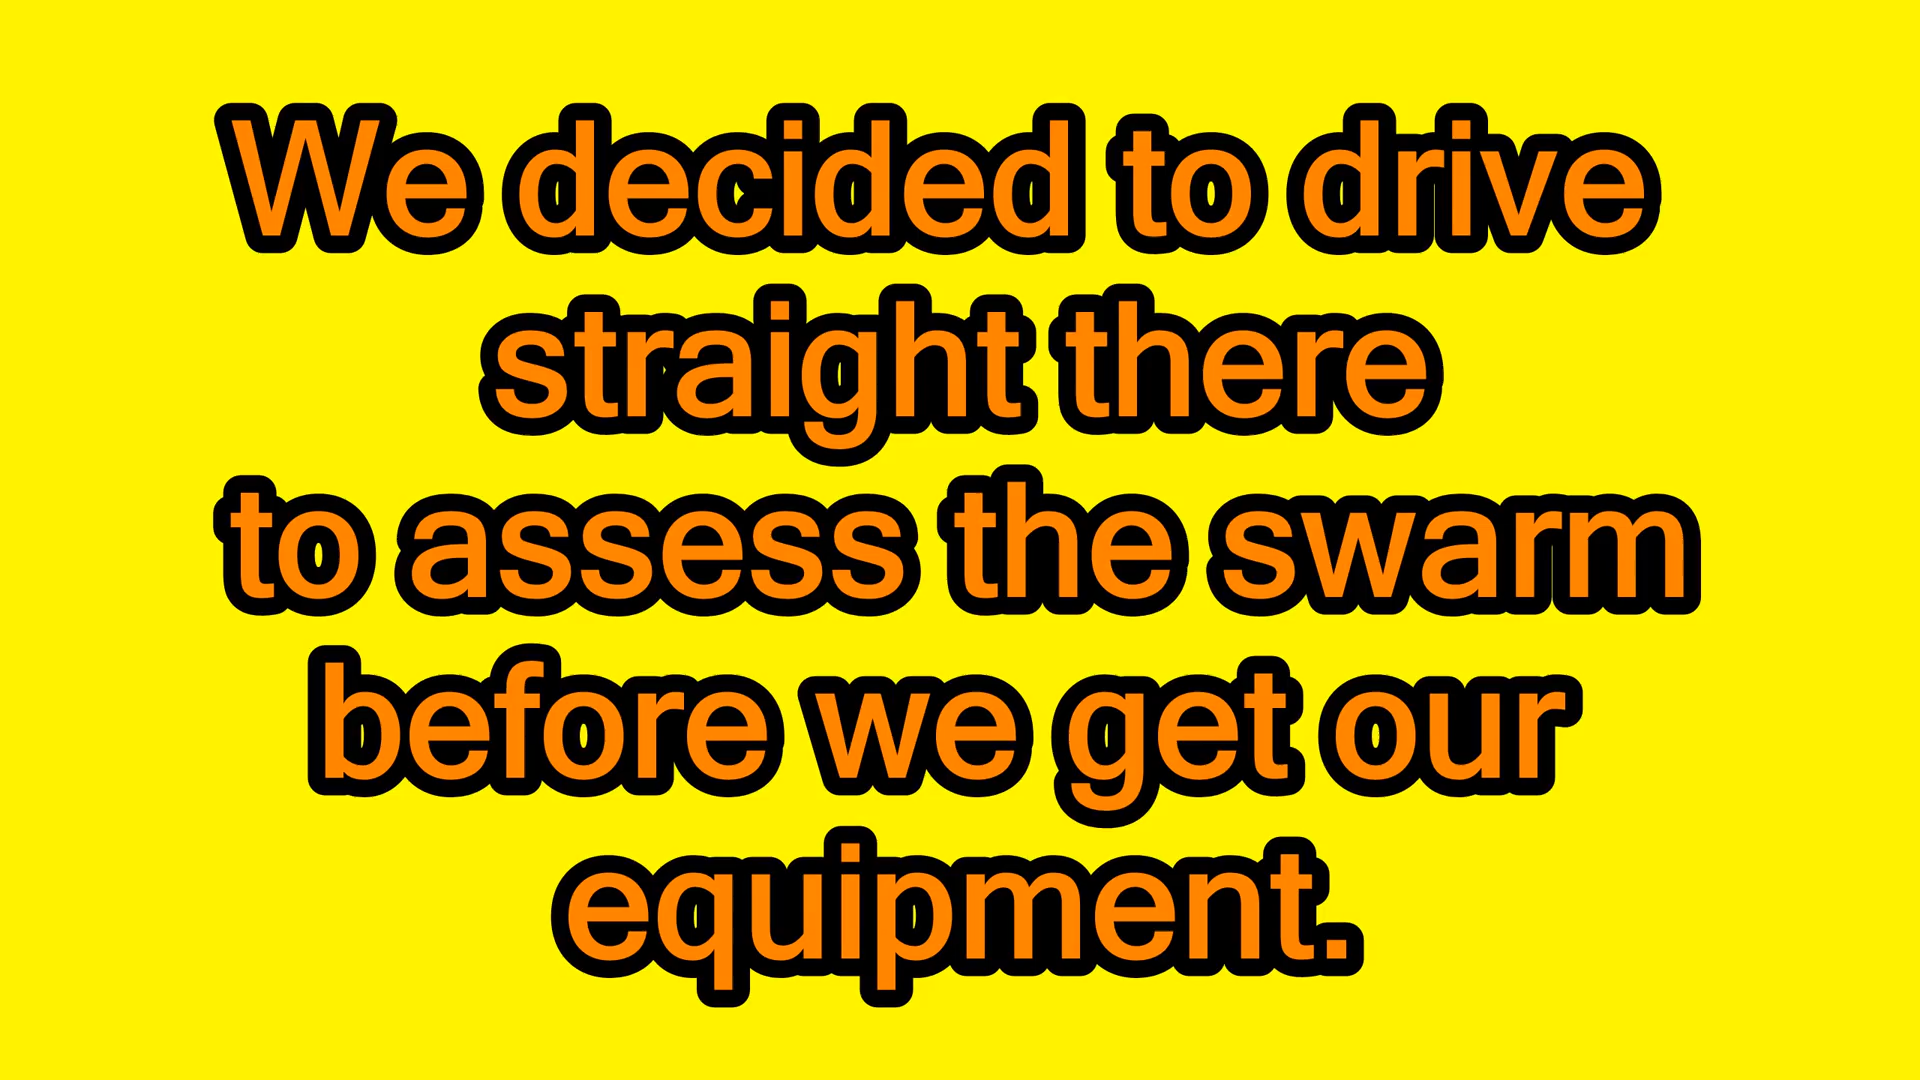 We decided to drive
straight there
to assess the swarm
before we get our
equipment.